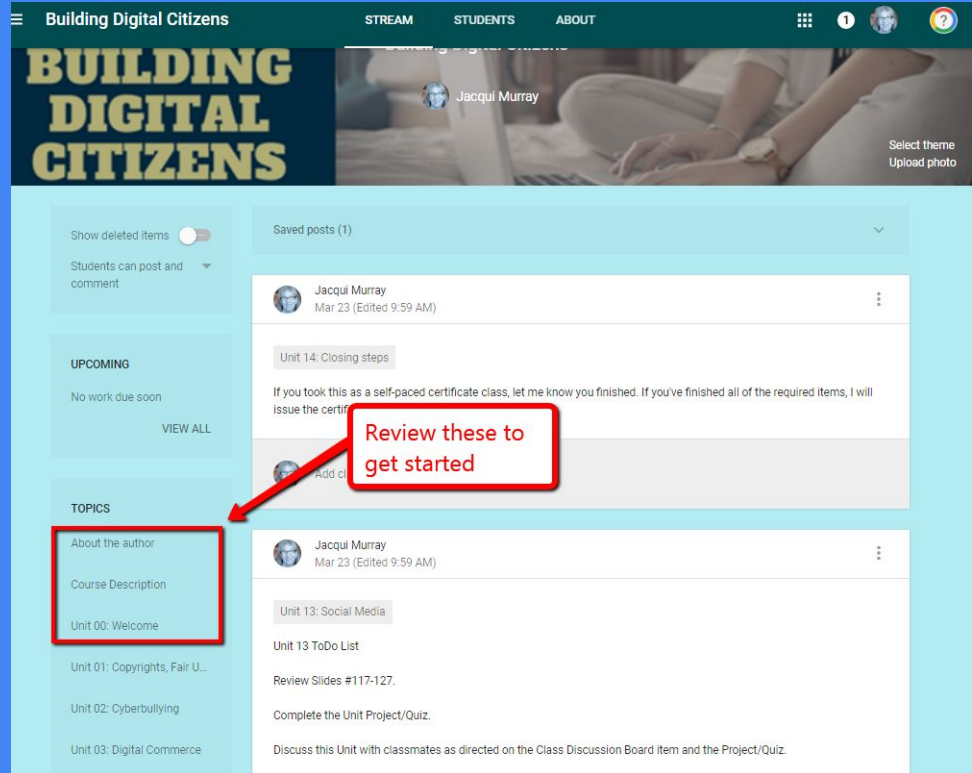 Building Digital Citizens
STREAM STUDENTS ABOUT
1
?
BUILDING
DIGITAL
CITIZENS
Building Digital Citizens
Jacqui Murray
Select theme
Upload photo
Show deleted items
Students can post and
comment
UPCOMING
No work due soon
VIEW ALL
TOPICS
About the author
Course Description
Unit 00: Welcome
Unit 01: Copyrights, Fair U...
Unit 02: Cyberbullying
Unit 03: Digital Commerce
Saved posts (1)
Jacqui Murray
Mar 23 (Edited 9:59 AM)
Unit 14: Closing steps
If you took this as a self-paced certificate class, let me know you finished. If you've finished all of the required items, I will
issue the
Review these to
get started
Add
Jacqui Murray
Mar 23 (Edited 9:59 AM)
Unit 13: Social Media
Unit 13 ToDo List
Review Slides #117-127.
Complete the Unit Project/Quiz.
Discuss this Unit with classmates as directed on the Class Discussion Board item and the Project/Quiz.